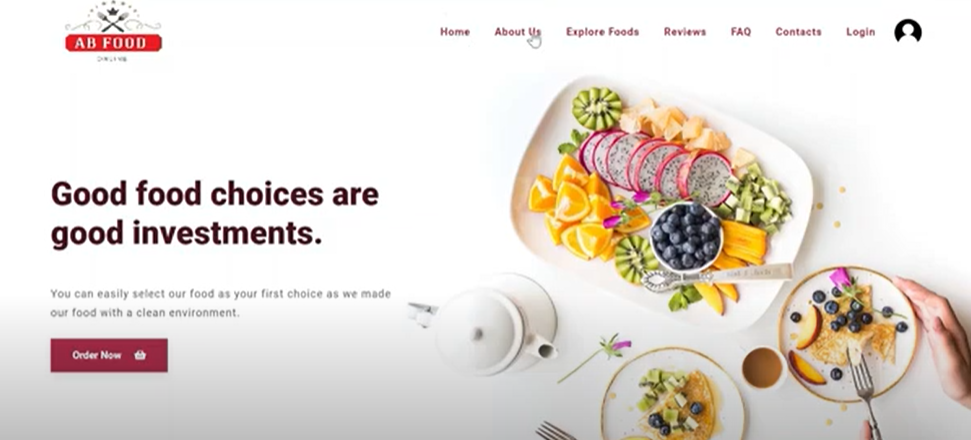 AB FOOD
ONLINE
Home About Us Explore Foods Reviews FAQ Contacts Login
Good food choices are
good investments.
You can easily select our food as your first choice as we made
our food with a clean environment.
Order Now